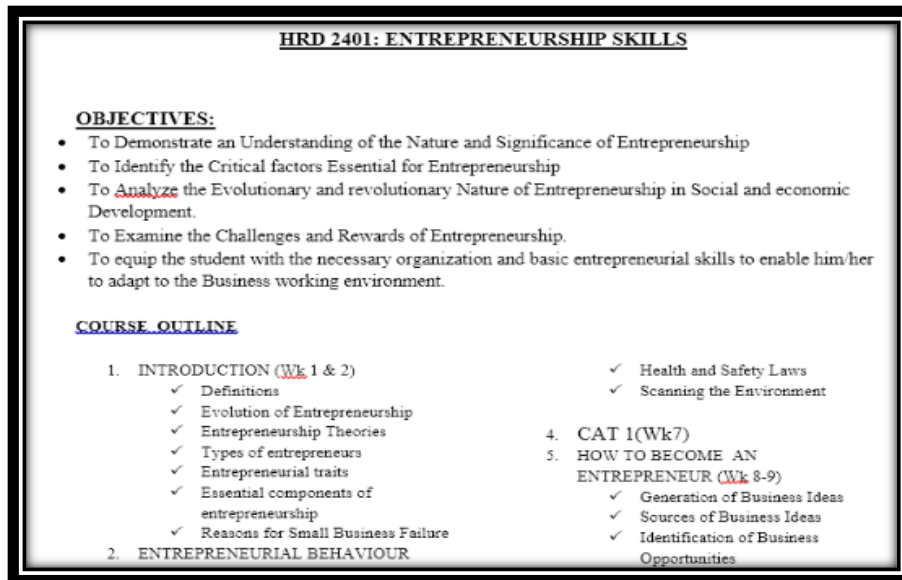 HRD 2401: ENTREPRENEURSHIP SKILLS
OBJECTIVES:
• To Demonstrate an Understanding of the Nature and Significance of Entrepreneurship
• To Identify the Critical factors Essential for Entrepreneurship
• To Analyze the Evolutionary and revolutionary Nature of Entrepreneurship in Social and economic
Development.
• To Examine the Challenges and Rewards of Entrepreneurship.
• To equip the student with the necessary organization and basic entrepreneurial skills to enable him/her
to adapt to the Business working environment.
COURSE OUTLINE
1. INTRODUCTION (Wk 1 & 2)
✓ Definitions
✓ Evolution of Entrepreneurship
✓ Entrepreneurship Theories
✓ Types of entrepreneurs
✓ Entrepreneurial traits
✓ Essential components of
entrepreneurship
✓ Reasons for Small Business Failure
2. ENTREPRENEURIAL BEHAVIOUR
✓ Health and Safety Laws
✓ Scanning the Environment
4. CAT 1(Wk7)
5. HOW TO BECOME AN
ENTREPRENEUR (Wk 8-9)
✓ Generation of Business Ideas
✓ Sources of Business Ideas
✓ Identification of Business
Opportunities